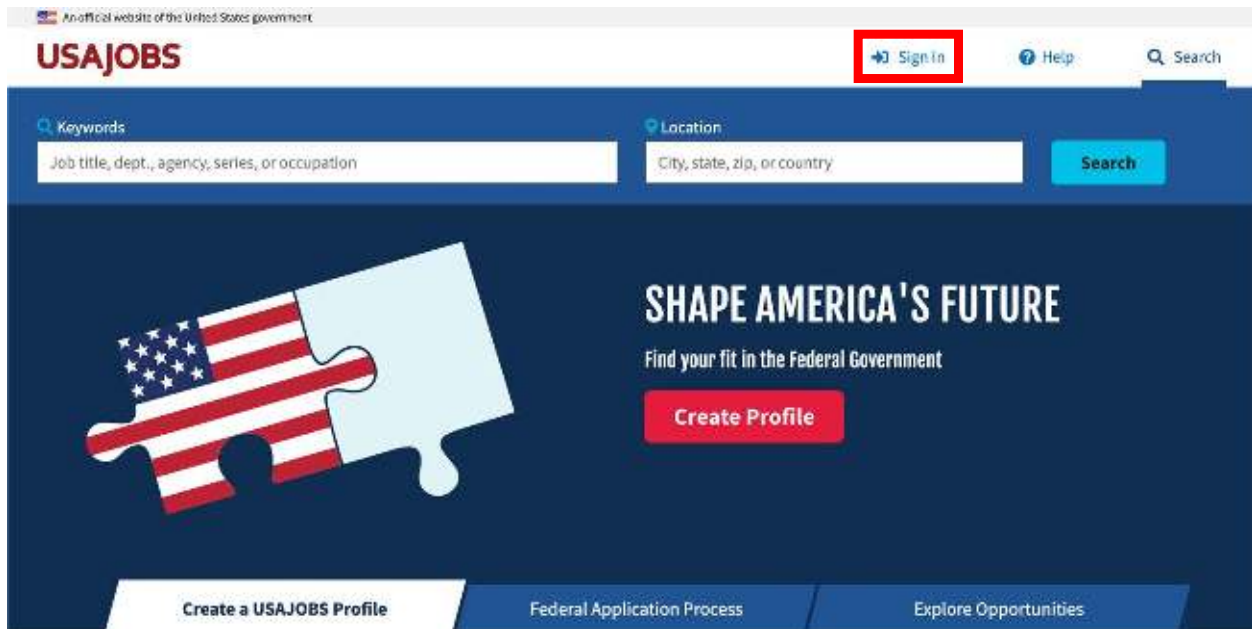 An official website of the United States government
USAJOBS
Sign In
Help
Search
Keywords
Location
Job title, dept., agency, series, or occupation
City, state, zip, or country
Search
SHAPE AMERICA'S FUTURE
Find your fit in the Federal Government
Create Profile
Create a USAJOBS Profile
Federal Application Process
Explore Opportunities